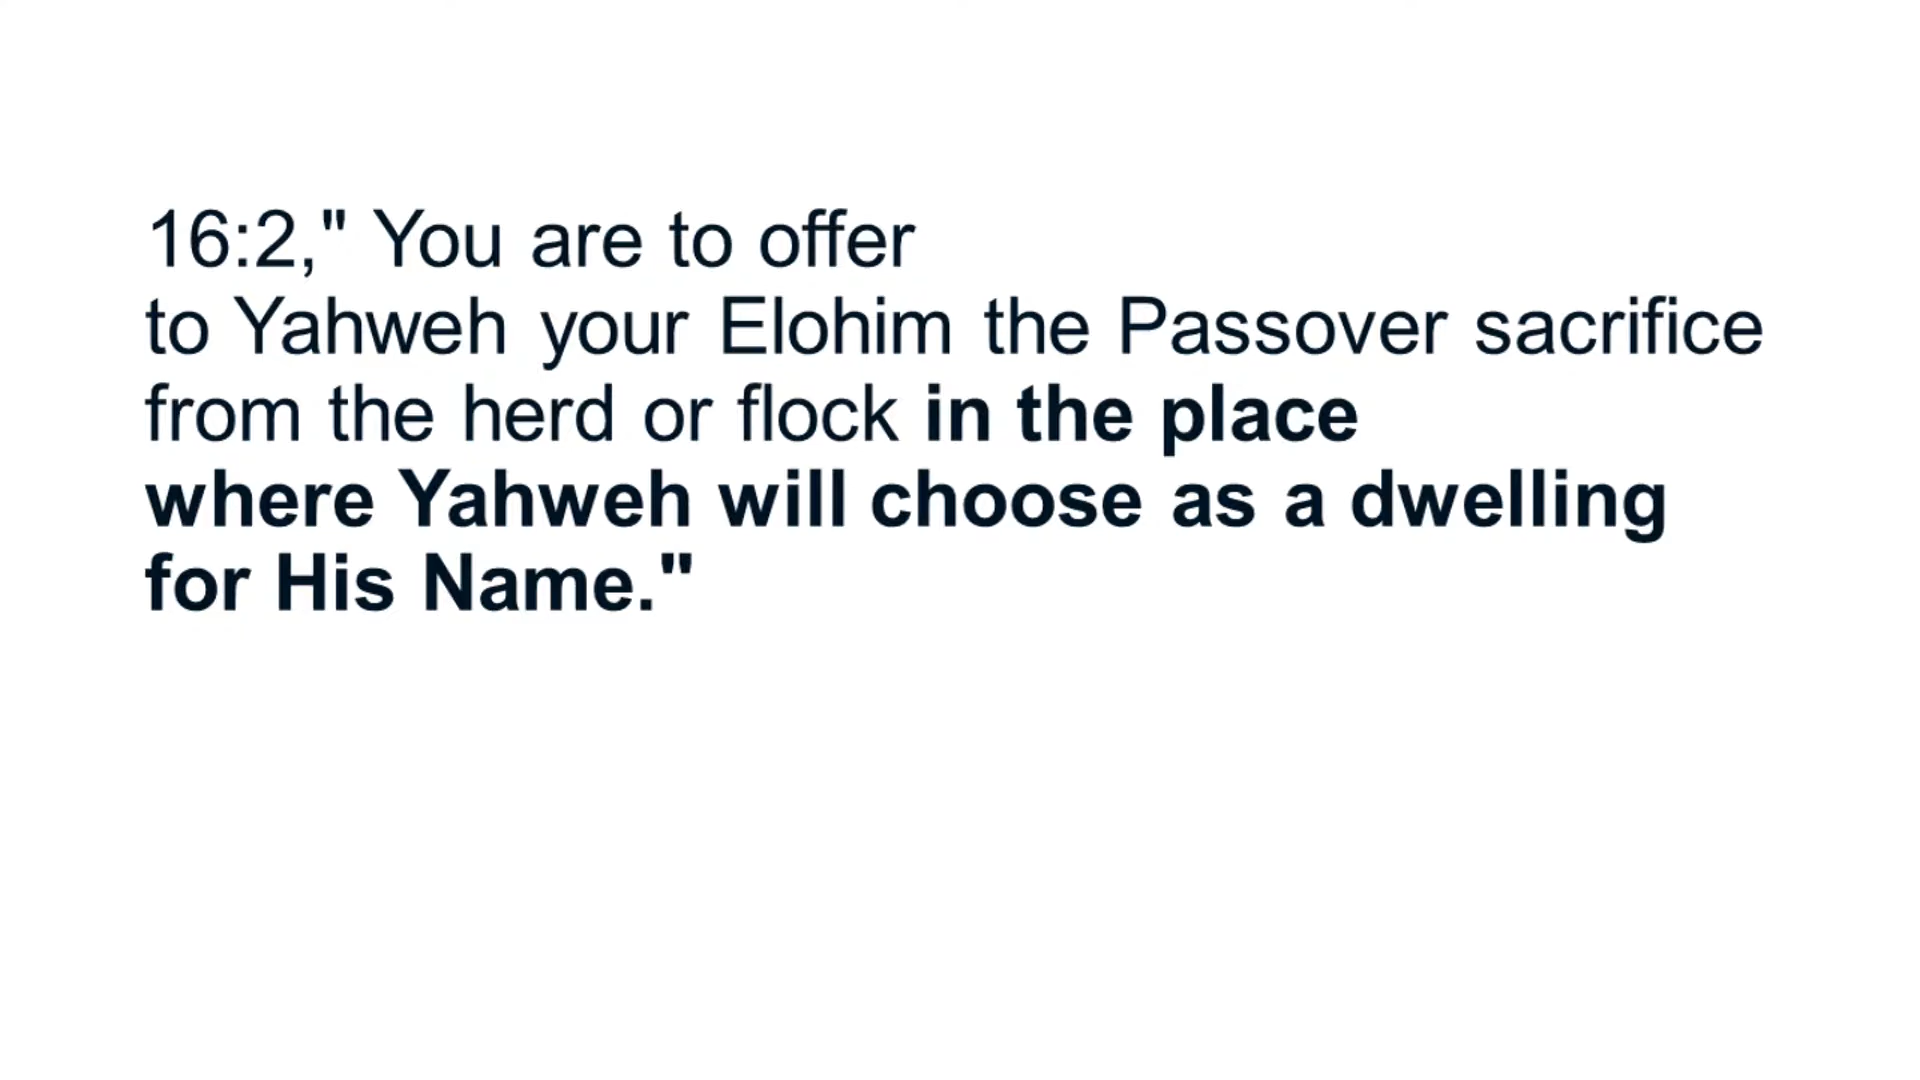 16:2," You are to offer
to Yahweh your Elohim the Passover sacrifice
from the herd or flock in the place
where Yahweh will choose as a dwelling
for His Name."